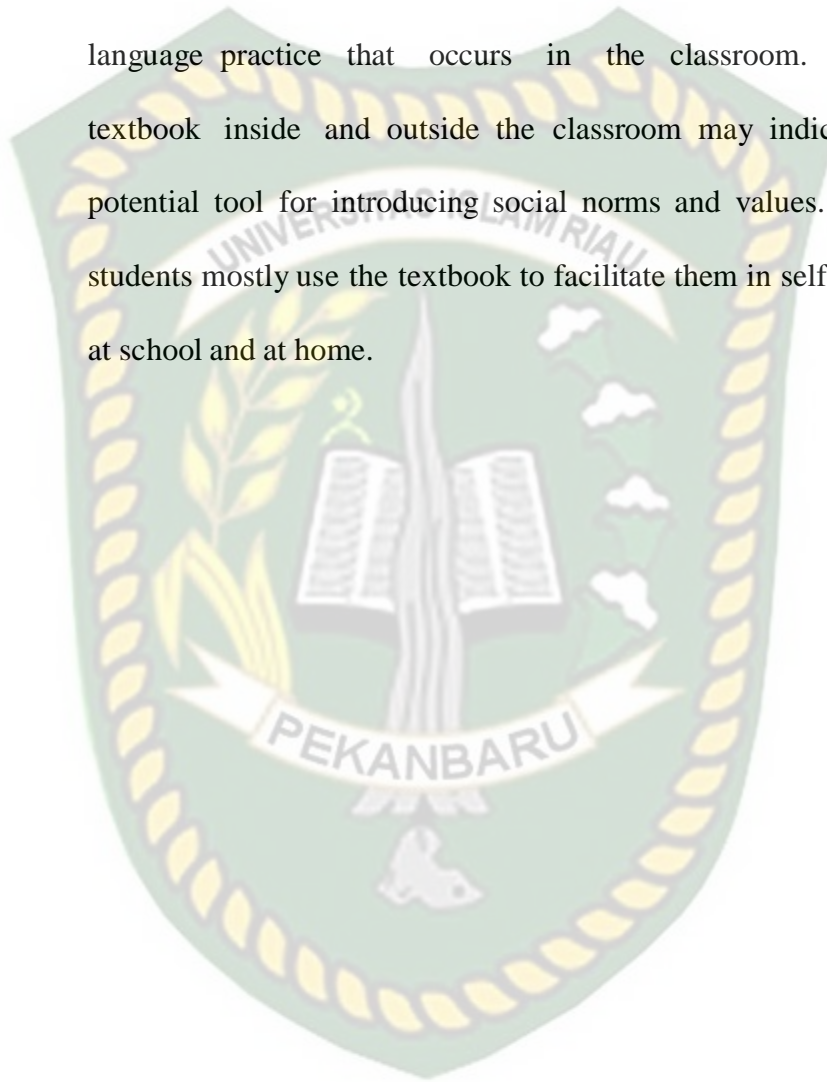 language practice that occurs in the classroom.
textbook inside and outside the classroom may indic
potential tool for introducing social norms and values.
students mostly use the textbook to facilitate them in self
at school and at home.
UNIVERSITAS ISLAM RIAU
PEKANBARU